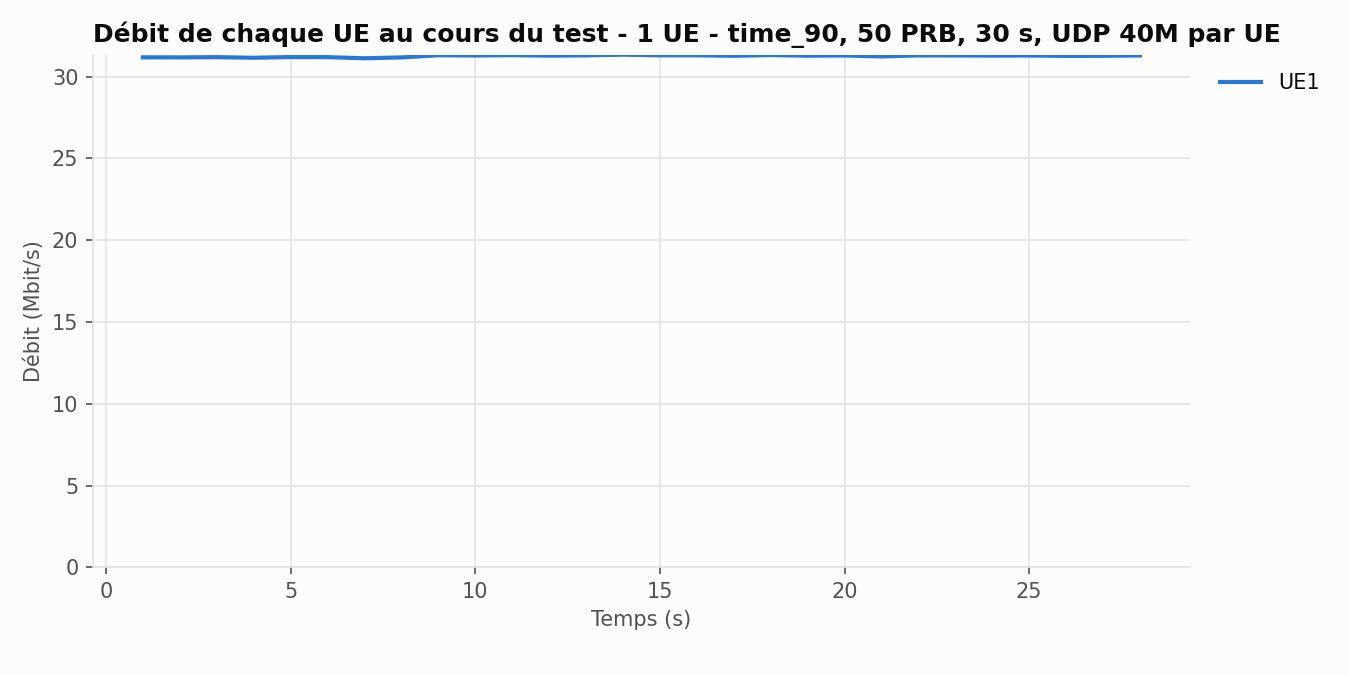 Débit de chaque UE au cours du test - 1 UE - time_90, 50 PRB, 30 s, UDP 40M par UE
30
25
20
15
10
5
0
Débit (Mbit/s)
0 5 10 15 20 25
Temps (s)
UE1